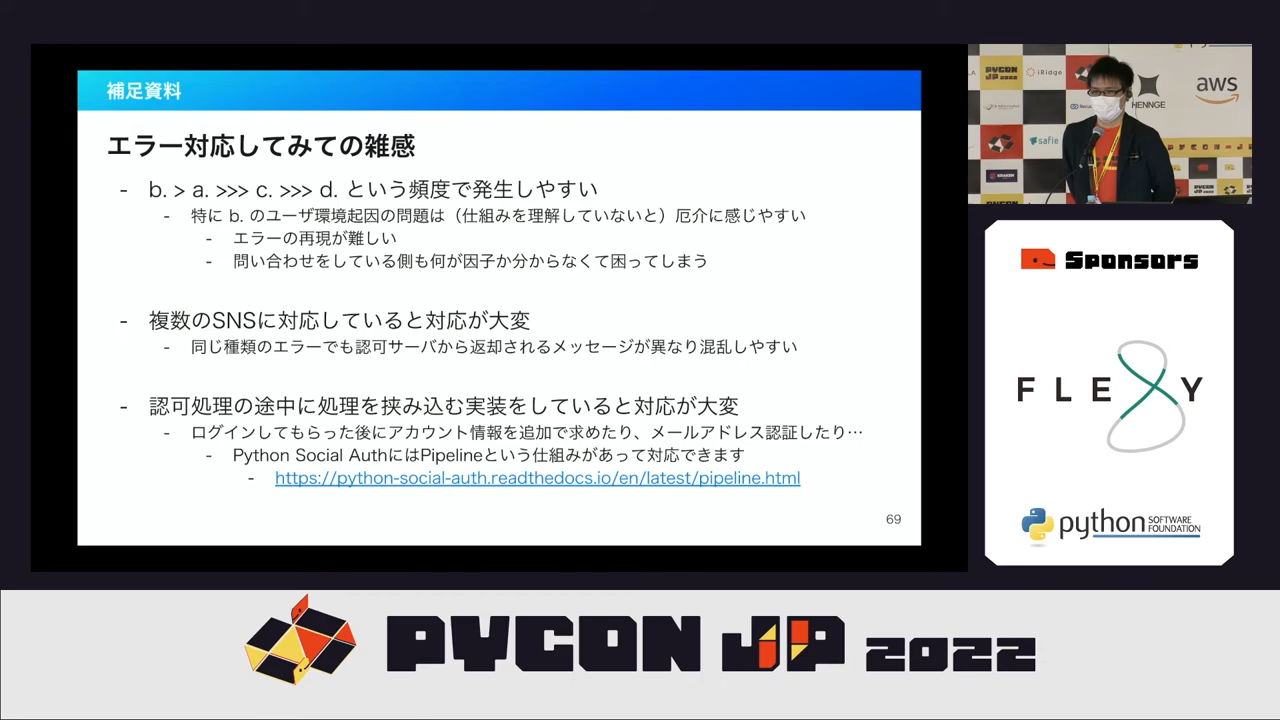 補足資料
エラー対応してみての雑感
- b. > a. >>> c. >>> d. という頻度で発生しやすい
- 特に b. のユーザ環境起因の問題は（仕組みを理解していないと）厄介に感じやすい
- エラーの再現が難しい
- 問い合わせをしている側も何が因子か分からなくて困ってしまう
- 複数のSNSに対応していると対応が大変
- 同じ種類のエラーでも認可サーバから返却されるメッセージが異なり混乱しやすい
- 認可処理の途中に処理を挟み込む実装をしていると対応が大変
- ログインしてもらった後にアカウント情報を追加で求めたり、メールアドレス認証したり…
- Python Social AuthにはPipelineという仕組みがあって対応できます
- https://python-social-auth.readthedocs.io/en/latest/pipeline.html
69
PYCON JP 2022
iRidge
HENNGE
aws
safie
KRAKEN
Sponsors
FLEXY
python SOFTWARE FOUNDATION
PYCON JP 2022